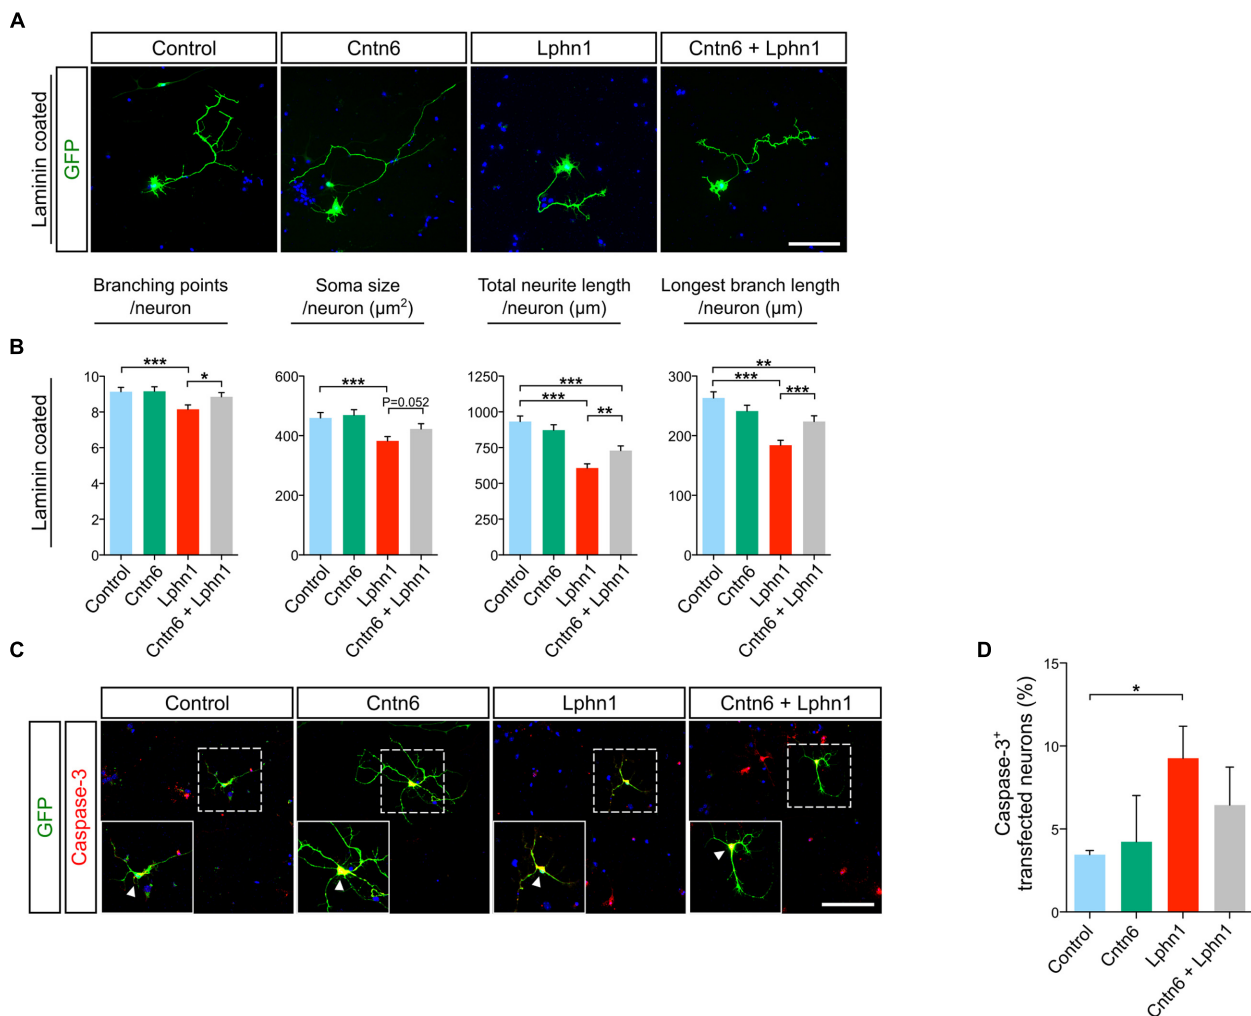 A
Control
Cntn6
Lphn1
Cntn6 + Lphn1
Laminin coated
GFP
Branching points
/neuron
Soma size
/neuron (µm²)
Total neurite length
/neuron (µm)
Longest branch length
/neuron (µm)
B
Laminin coated
10
8
6
4
2
0
***
*
Control
Cntn6
Lphn1
Cntn6 + Lphn1
600
400
200
0
***
P=0.052
Control
Cntn6
Lphn1
Cntn6 + Lphn1
1250
1000
750
500
250
0
***
***
**
Control
Cntn6
Lphn1
Cntn6 + Lphn1
300
200
100
0
**
***
***
Control
Cntn6
Lphn1
Cntn6 + Lphn1
C
Control
Cntn6
Lphn1
Cntn6 + Lphn1
GFP
Caspase-3
D
Caspase-3⁺
transfected neurons (%)
15
10
5
0
*
Control
Cntn6
Lphn1
Cntn6 + Lphn1